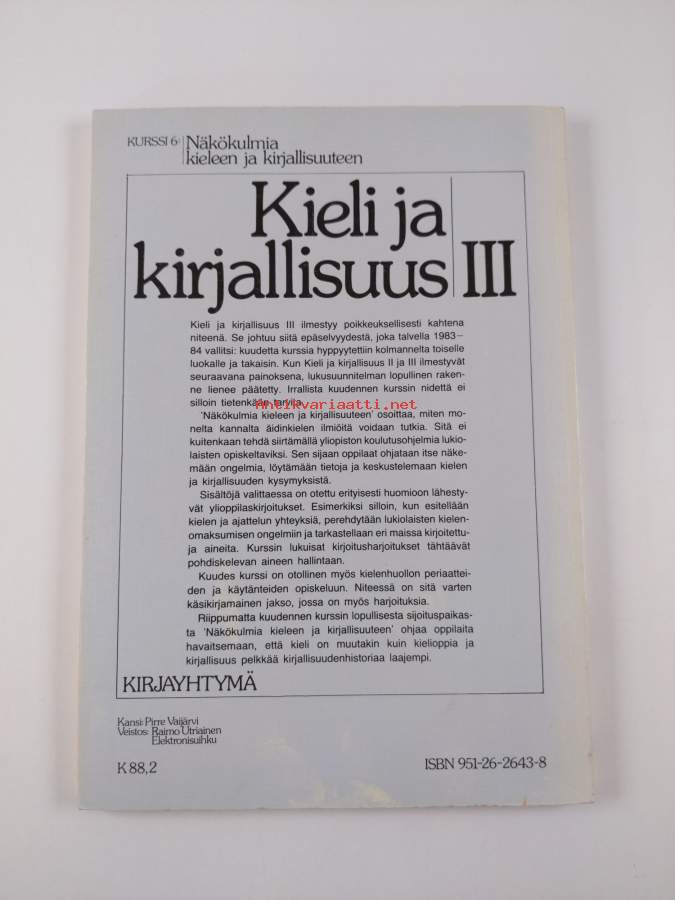 KURSSI 6:
Näkökulmia
kieleen ja kirjallisuuteen
Kieli ja
kirjallisuus III
Kieli ja kirjallisuus III ilmestyy poikkeuksellisesti kahtena
niteenä. Se johtuu siitä epäselvyydestä, joka talvella 1983—
84 vallitsi: kuudetta kurssia hyppyytettiin kolmannelta toiselle
luokalle ja takaisin. Kun Kieli ja kirjallisuus II ja III ilmestyvät
seuraavana painoksena, lukusuunnitelman lopullinen raken-
ne lienee päätetty. Irrallista kuudennen kurssin nidettä ei
silloin tietenkään tarvita.
Antikvariaatti.net
'Näkökulmia kieleen ja kirjallisuuteen' osoittaa, miten mo-
nelta kannalta äidinkielen ilmiöitä voidaan tutkia. Sitä ei
kuitenkaan tehdä siirtämällä yliopiston koulutusohjelmia lukio-
laisten opiskeltaviksi. Sen sijaan oppilaat ohjataan itse näke-
mään ongelmia, löytämään tietoja ja keskustelemaan kielen
ja kirjallisuuden kysymyksistä.
Sisältöjä valittaessa on otettu erityisesti huomioon lähesty-
vät ylioppilaskirjoitukset. Esimerkiksi silloin, kun esitellään
kielen ja ajattelun yhteyksiä, perehdytään lukiolaisten kielen-
omaksumisen ongelmiin ja tarkastellaan eri maissa kirjoitettu-
ja aineita. Kurssin lukuisat kirjoitusharjoitukset tähtäävät
pohdiskelevan aineen hallintaan.
Kuudes kurssi on otollinen myös kielenhuollon periaattei-
den ja käytänteiden opiskeluun. Niteessä on sitä varten
käsikirjamainen jakso, jossa on myös harjoituksia.
Riippumatta kuudennen kurssin lopullisesta sijoituspaikas-
ta 'Näkökulmia kieleen ja kirjallisuuteen' ohjaa oppilaita
havaitsemaan, että kieli on muutakin kuin kielioppia ja
kirjallisuus pelkkää kirjallisuudenhistoriaa laajempi.
KIRJAYHTYMÄ
Kansi: Pirre Vaijärvi
Veistos: Raimo Utriainen
Elektronisuihku
K 88,2
ISBN 951-26-2643-8